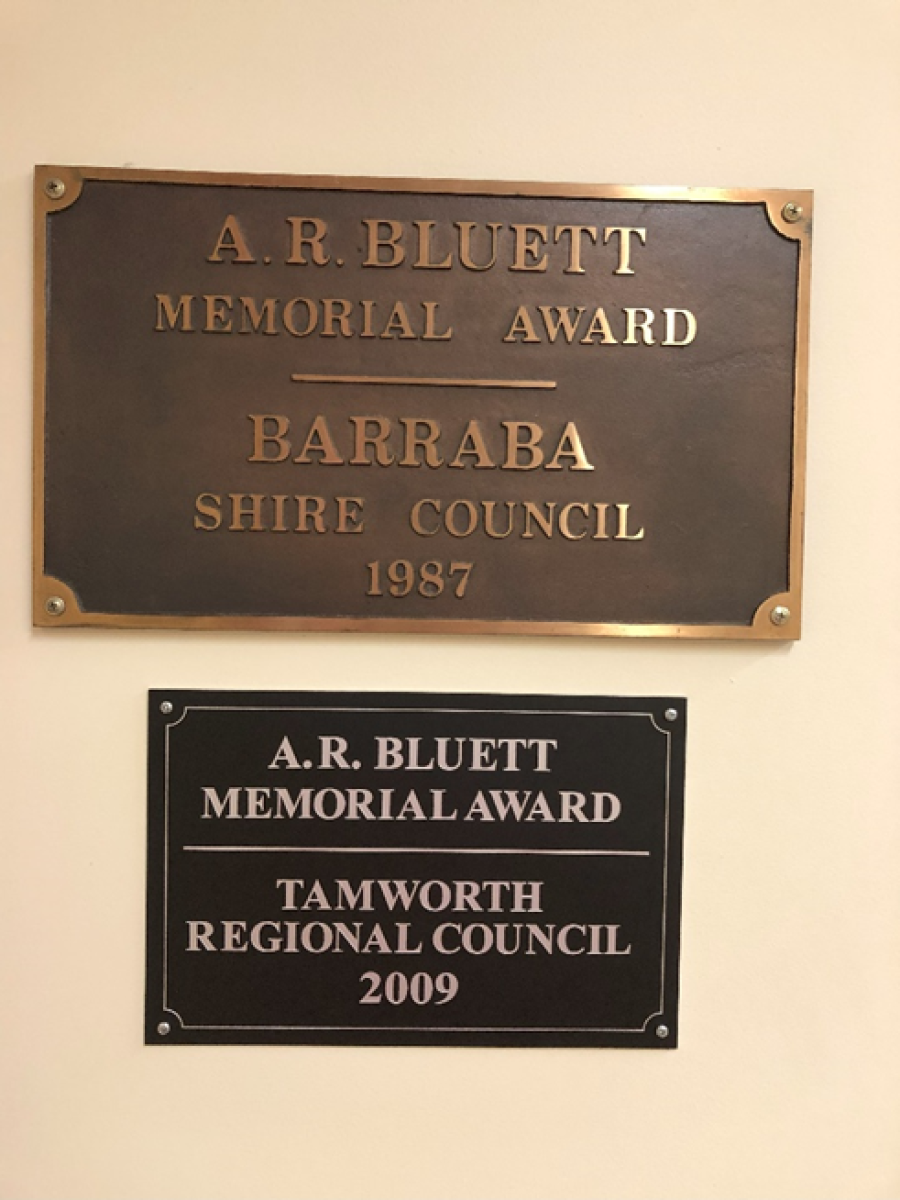 A. R. BLUETT
MEMORIAL AWARD
BARRABA
SHIRE COUNCIL
1987
A.R. BLUETT
MEMORIAL AWARD
TAMWORTH
REGIONAL COUNCIL
2009